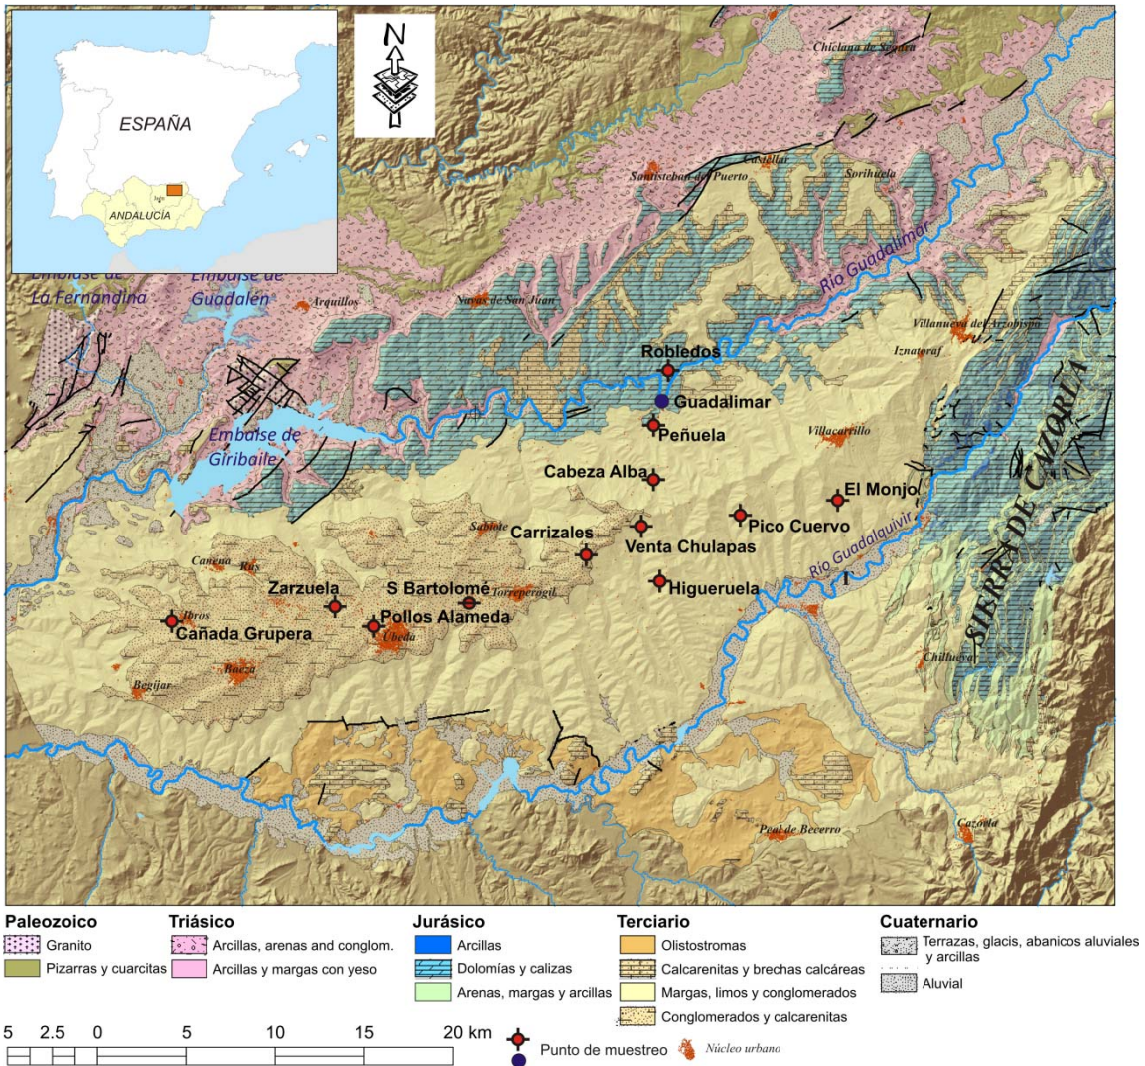 N
ESPAÑA
ANDALUCÍA
Chiclana de Segura
Santisteban del Puerto
Castellar
Sorihuela
Embalse de
La Fernandina
Embalse de
Guadalén
Arquillos
Navas de San Juan
Río Guadalimar
Villanueva del Arzobispo
Iznatoraf
Robledos
Guadalimar
Peñuela
Villacarrillo
Embalse de
Giribaile
Cabeza Alba
El Monjo
SIERRA DE CAZORLA
Pico Cuervo
Carrizales
Sabiote
Venta Chulapas
Río Guadalquivir
Canena
Rus
Zarzuela
S Bartolomé
Torreperogil
Higueruela
Ibros
Cañada Grupera
Pollos Alameda
Úbeda
Baeza
Begíjar
Chilluevar
Peal de Becerro
Cazorla
Paleozoico
Granito
Pizarras y cuarcitas
Triásico
Arcillas, arenas and conglom.
Arcillas y margas con yeso
Jurásico
Arcillas
Dolomías y calizas
Arenas, margas y arcillas
Terciario
Olistostromas
Calcarenitas y brechas calcáreas
Margas, limos y conglomerados
Conglomerados y calcarenitas
Cuaternario
Terrazas, glacis, abanicos aluviales
y arcillas
Aluvial
5 2.5 0 5 10 15 20 km
Punto de muestreo
Núcleo urbano